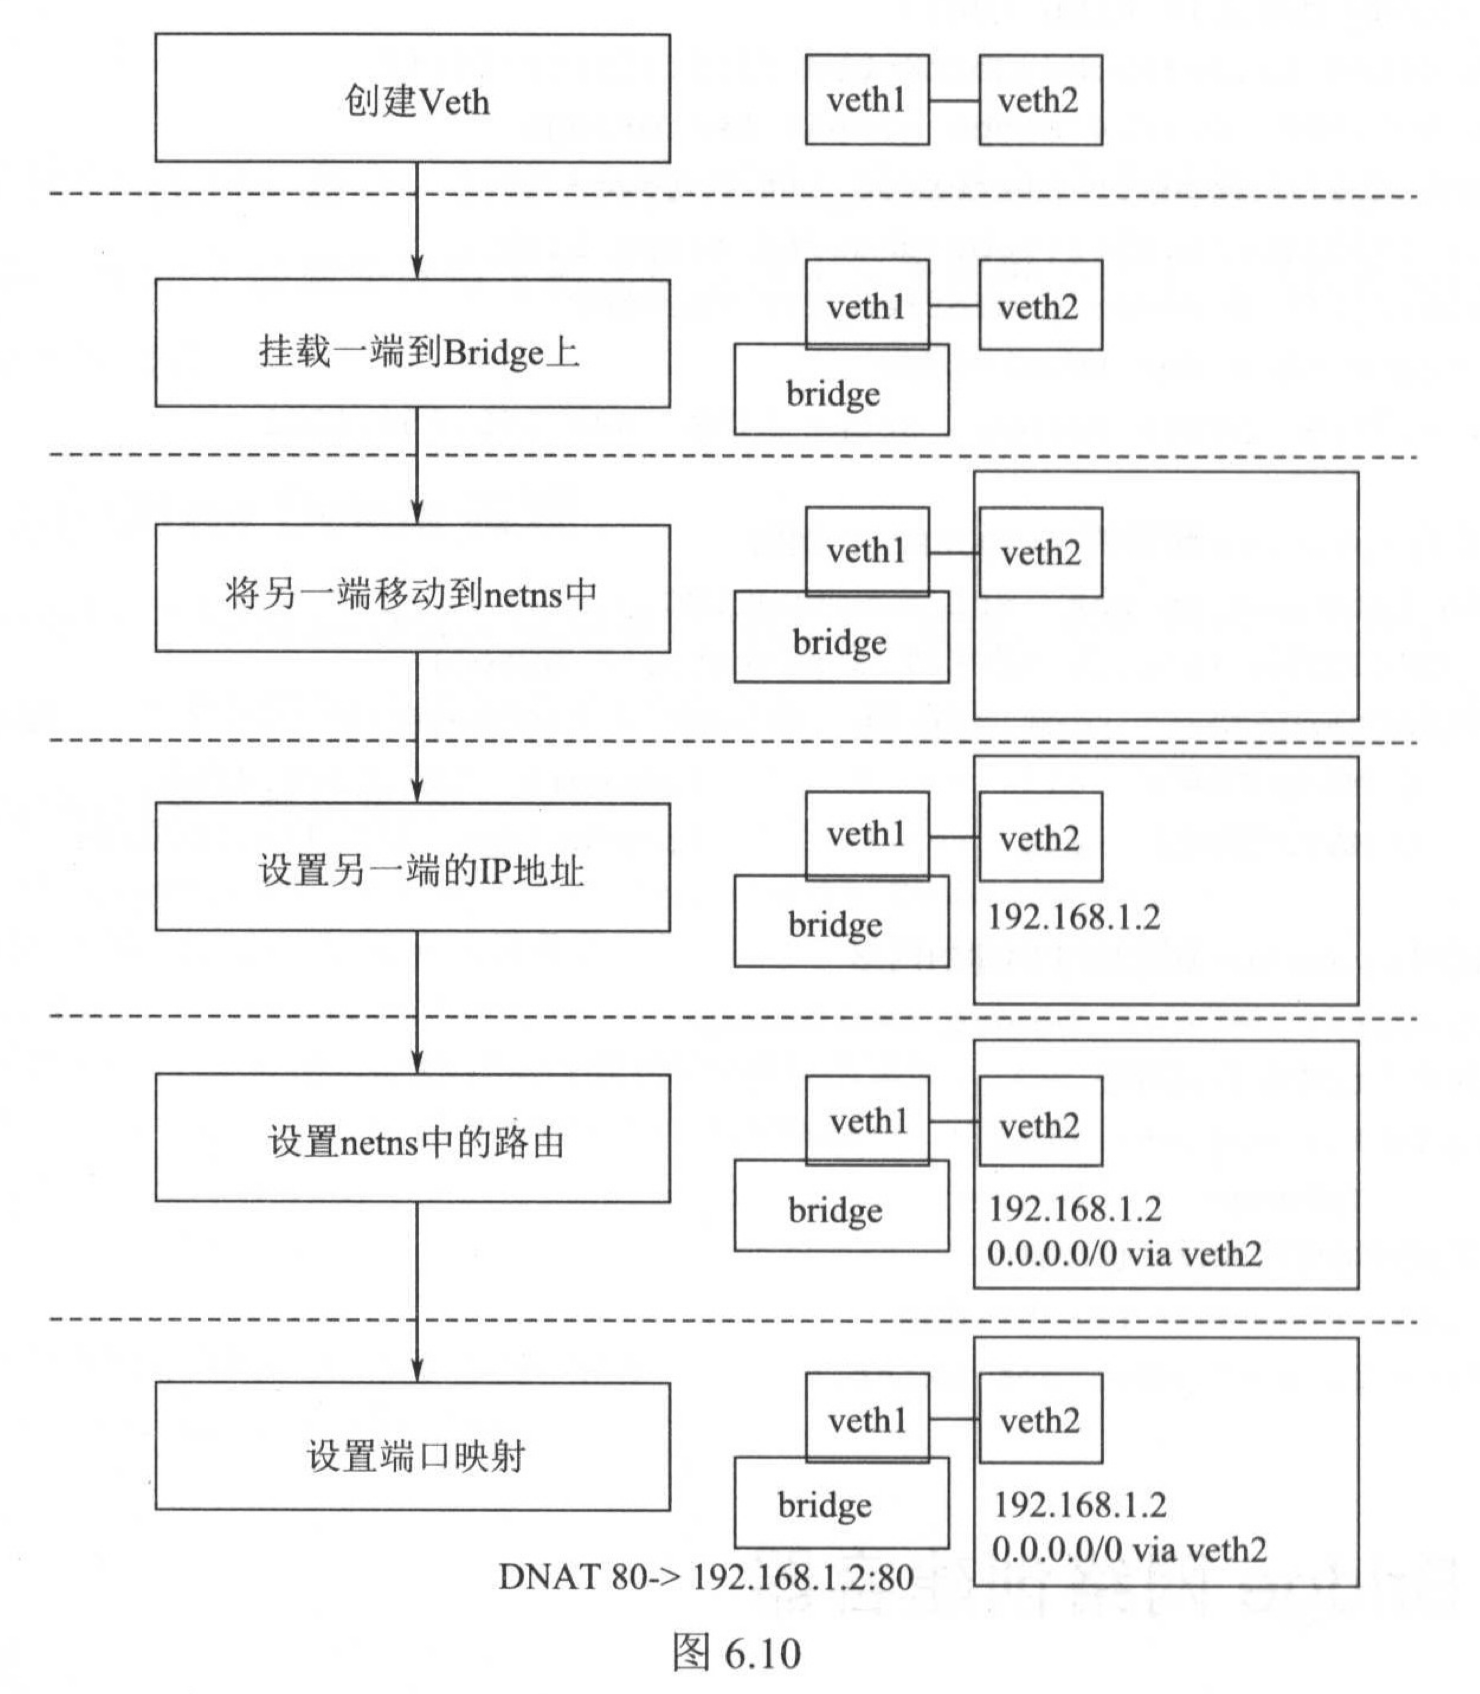 创建Veth
veth1
veth2
挂载一端到Bridge上
veth1
veth2
bridge
将另一端移动到netns中
veth1
veth2
bridge
设置另一端的IP地址
veth1
veth2
bridge
192.168.1.2
设置netns中的路由
veth1
veth2
bridge
192.168.1.2
0.0.0.0/0 via veth2
设置端口映射
veth1
veth2
bridge
192.168.1.2
0.0.0.0/0 via veth2
DNAT 80-> 192.168.1.2:80
图 6.10